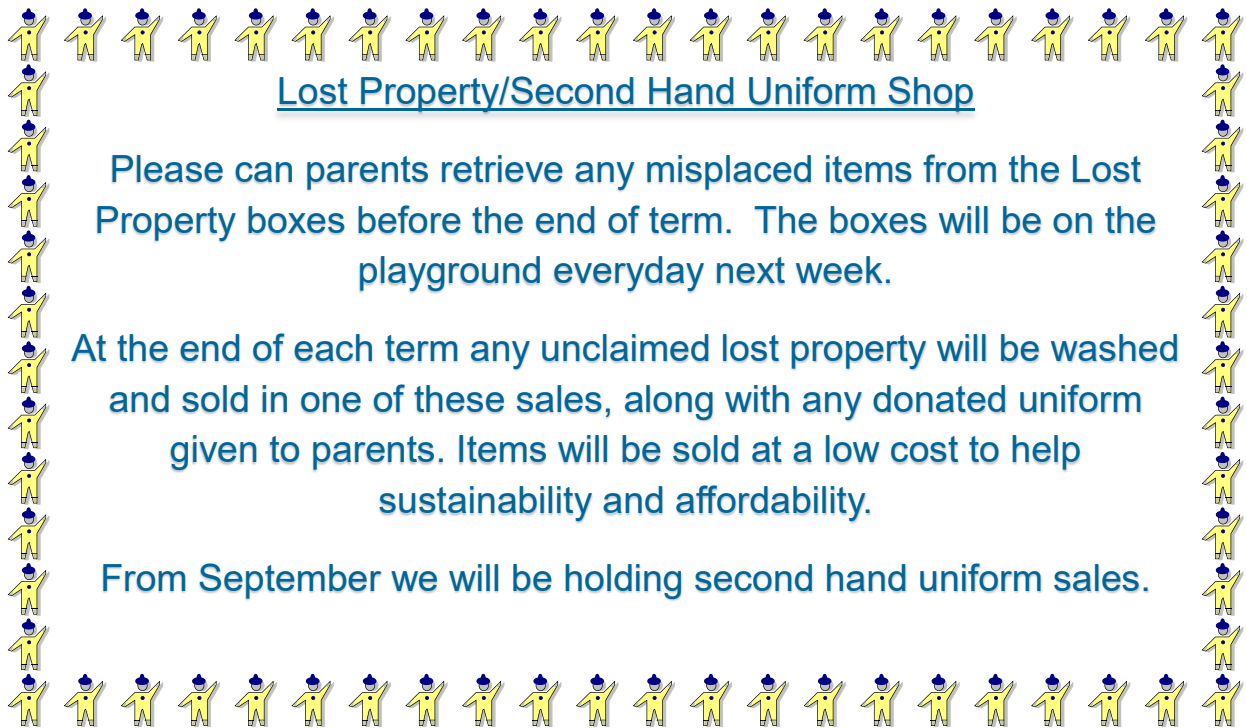 Lost Property/Second Hand Uniform Shop
Please can parents retrieve any misplaced items from the Lost
Property boxes before the end of term.  The boxes will be on the
playground everyday next week.
At the end of each term any unclaimed lost property will be washed
and sold in one of these sales, along with any donated uniform
given to parents. Items will be sold at a low cost to help
sustainability and affordability.
From September we will be holding second hand uniform sales.